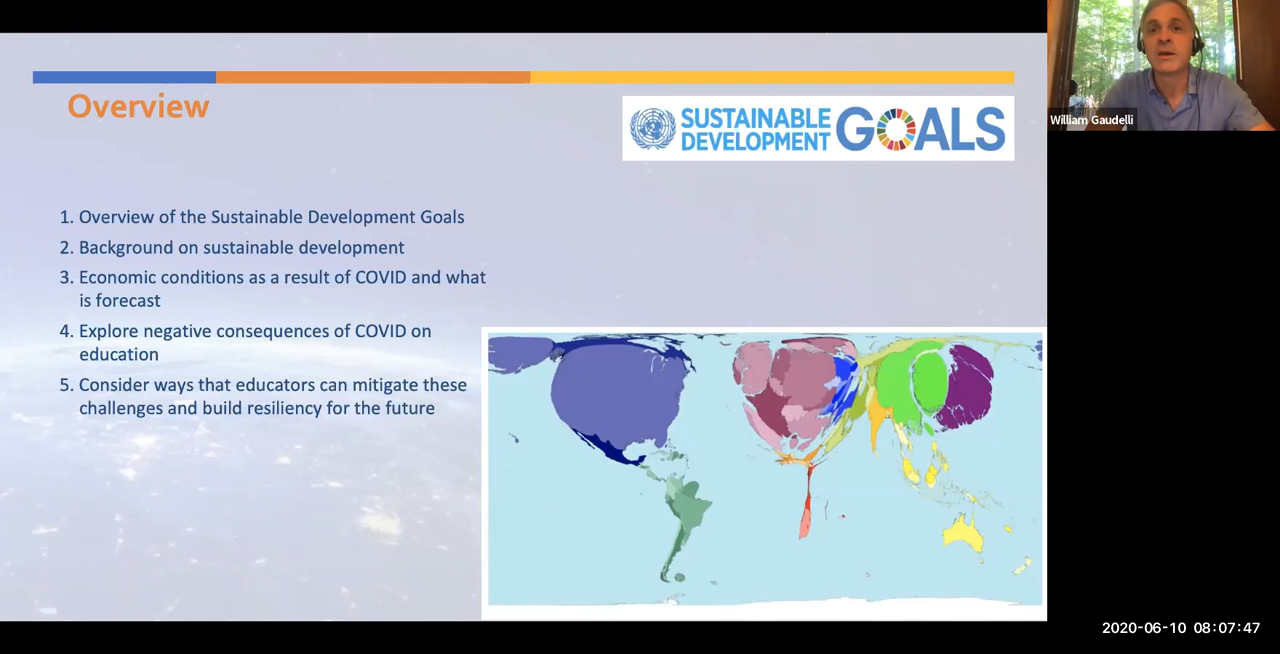 Overview
SUSTAINABLE
DEVELOPMENT
GOALS
1. Overview of the Sustainable Development Goals
2. Background on sustainable development
3. Economic conditions as a result of COVID and what
is forecast
4. Explore negative consequences of COVID on
education
5. Consider ways that educators can mitigate these
challenges and build resiliency for the future
William Gaudelli
2020-06-10 08:07:47